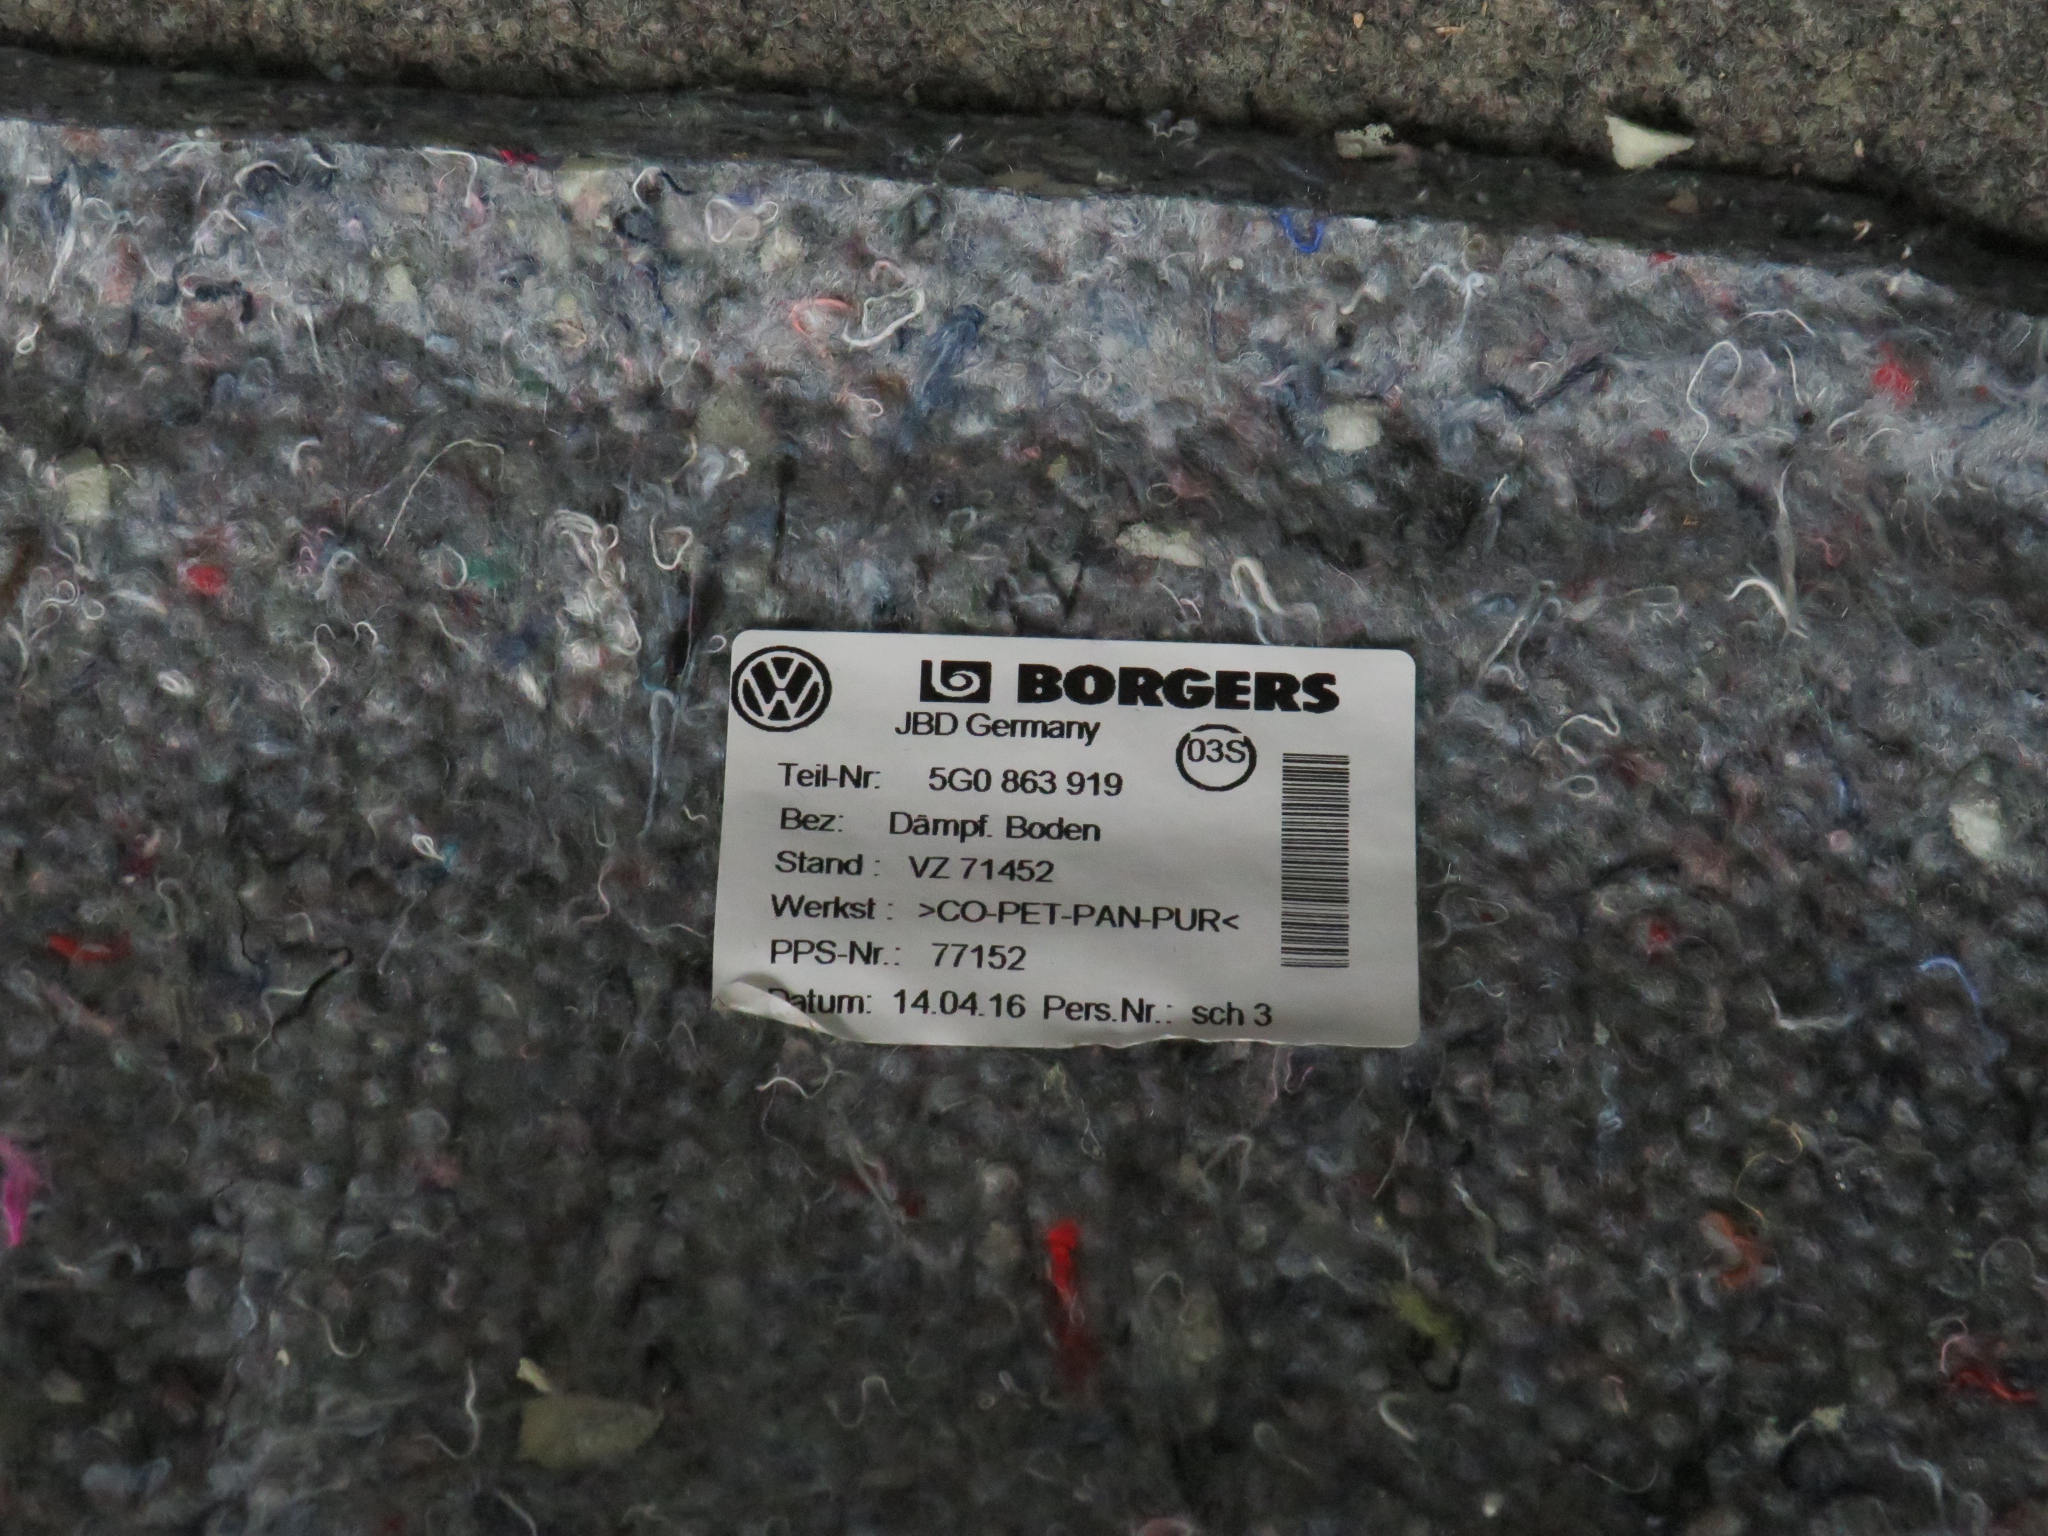 BORGERS
JBD Germany
03S
Teil-Nr: 5G0 863 919
Bez: Dämpf. Boden
Stand : VZ 71452
Werkst : >CO-PET-PAN-PUR<
PPS-Nr.: 77152
Datum: 14.04.16 Pers.Nr.: sch 3